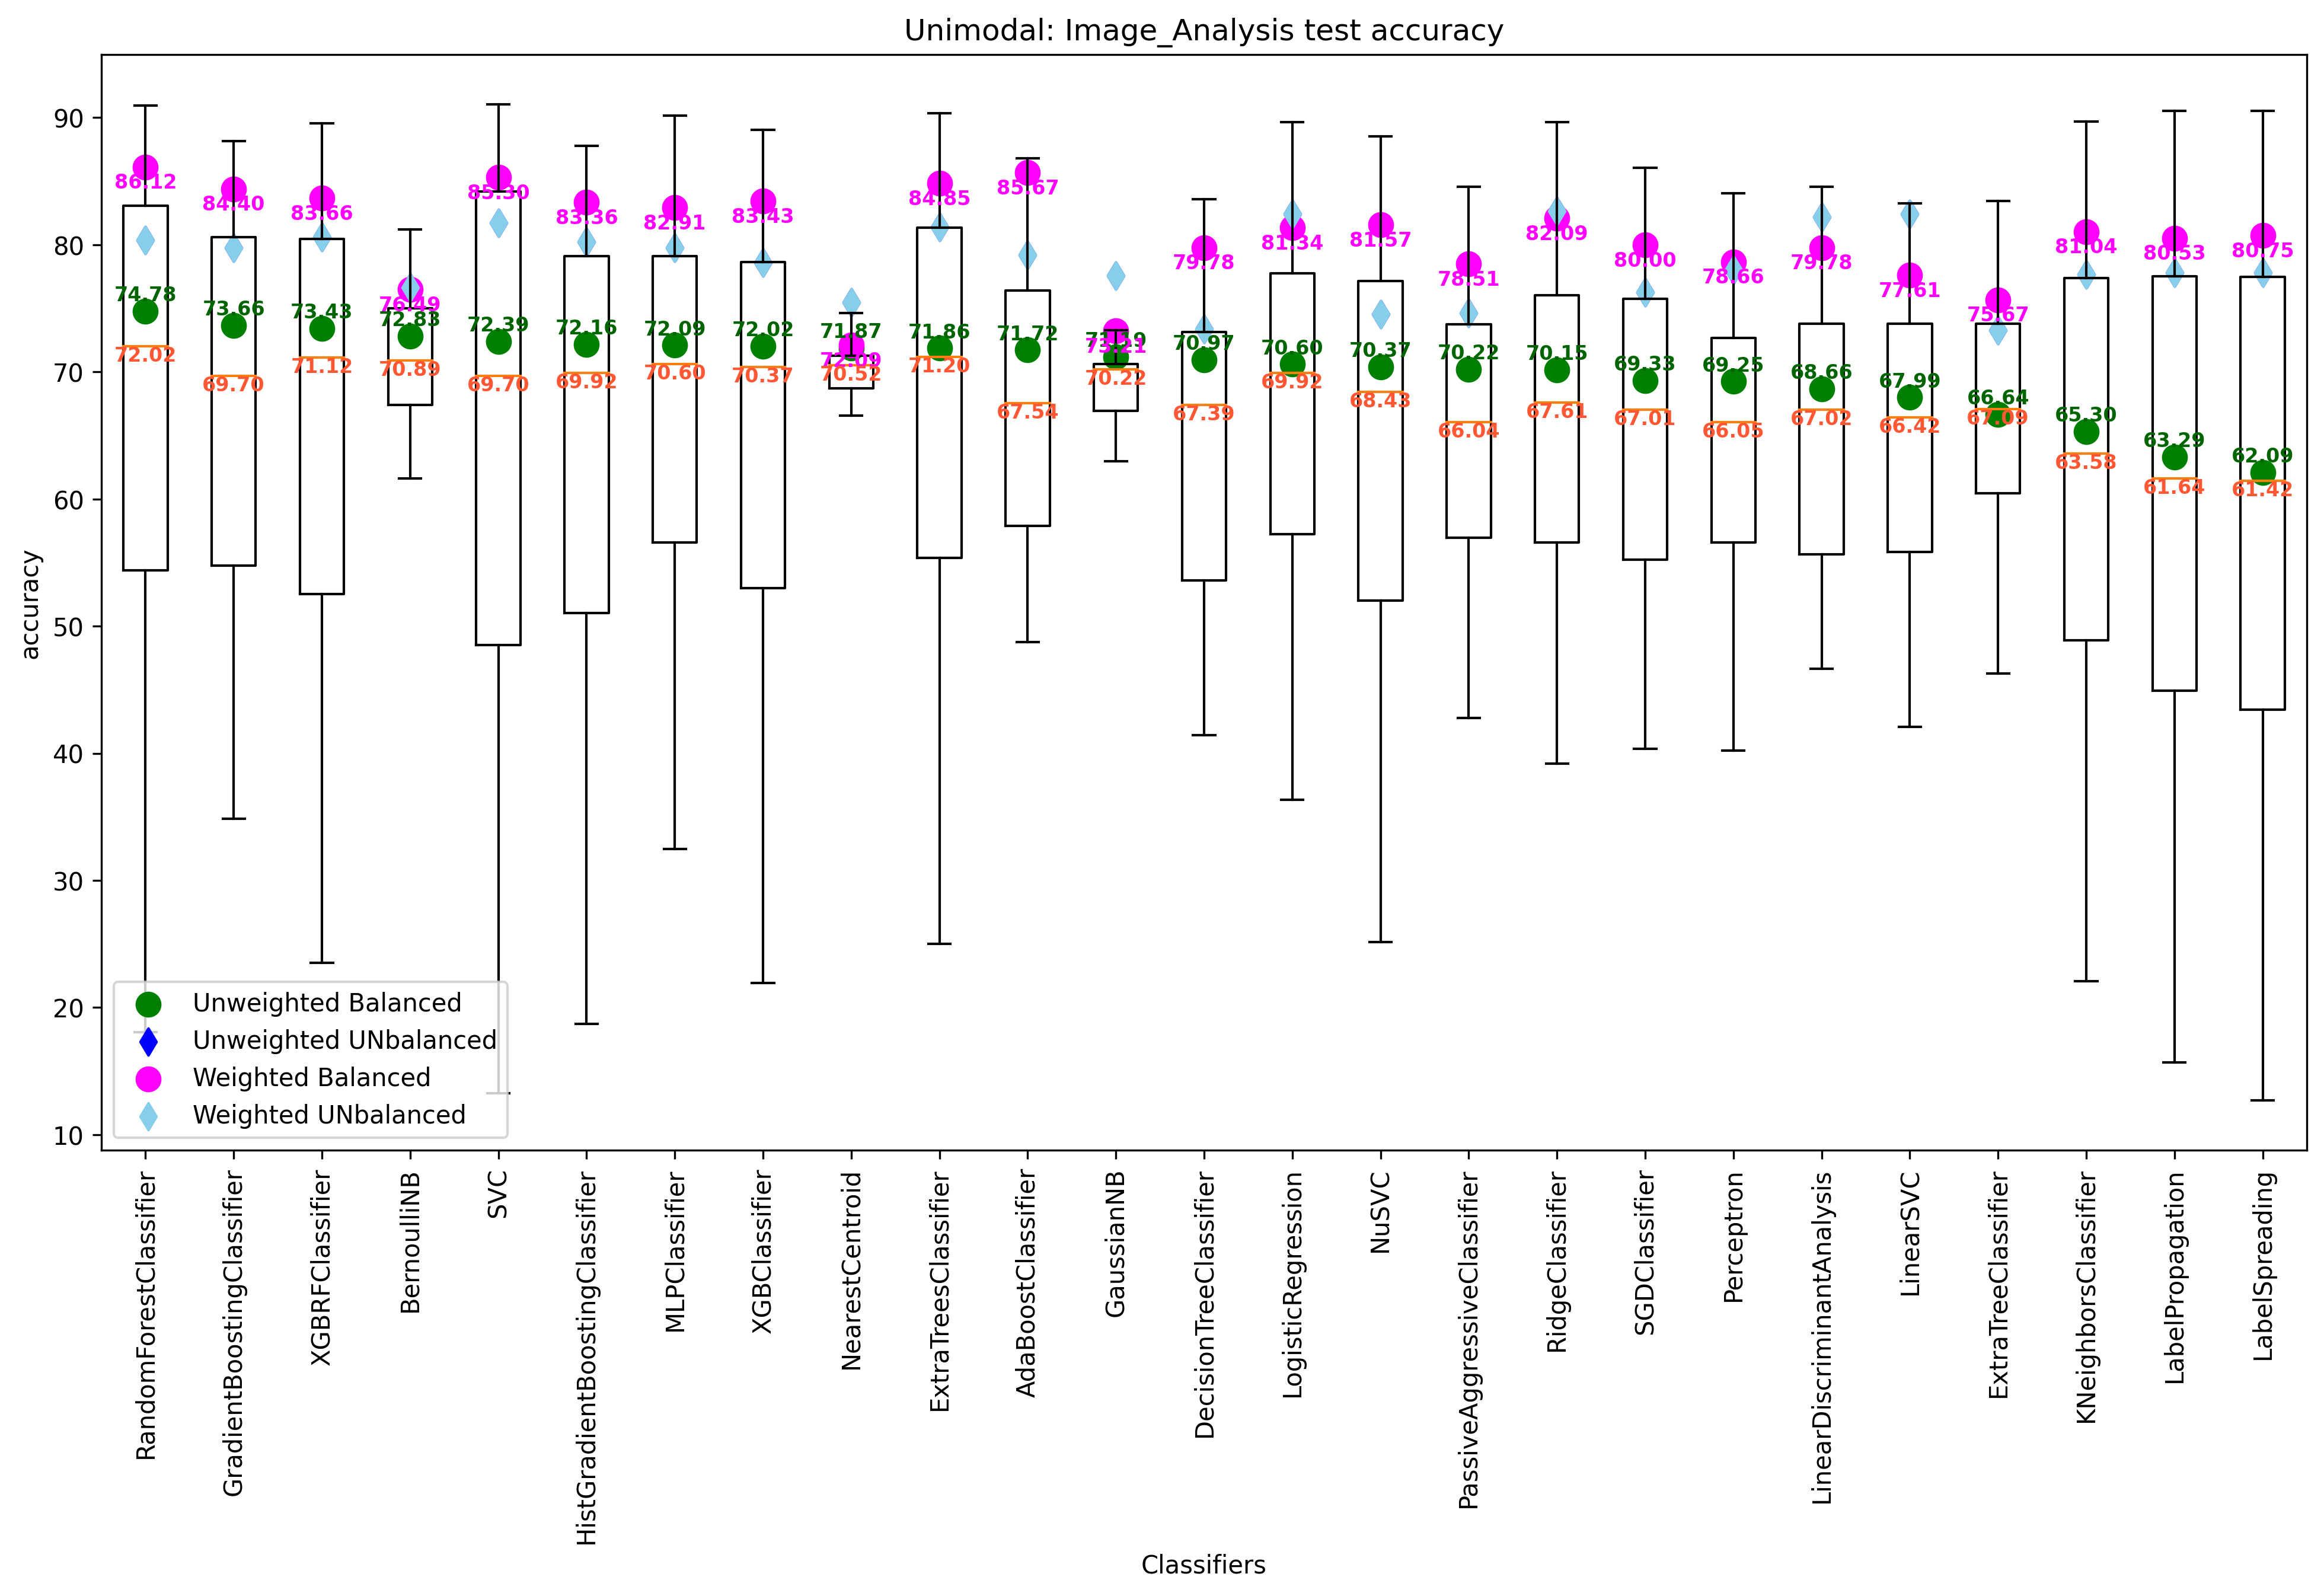 Unimodal: Image_Analysis test accuracy
accuracy
90
80
70
60
50
40
30
20
10
86.12
84.40
83.66
76.49
85.30
83.36
82.91
83.43
72.09
84.85
85.67
73.21
79.78
81.34
81.57
78.51
82.09
80.00
78.66
79.78
77.61
75.67
81.04
80.53
80.75
74.78
73.66
73.43
72.83
72.39
72.16
72.09
72.02
71.87
71.86
71.72
70.97
70.60
70.37
70.22
70.15
69.33
69.25
68.66
67.99
66.64
65.30
63.29
62.09
72.02
69.70
71.12
70.89
69.70
69.92
70.60
70.37
70.52
71.20
67.54
70.22
67.39
69.92
68.43
66.04
67.61
67.01
66.05
67.02
66.42
67.09
63.58
61.64
61.42
Unweighted Balanced
Unweighted UNbalanced
Weighted Balanced
Weighted UNbalanced
RandomForestClassifier
GradientBoostingClassifier
XGBRFClassifier
BernoulliNB
SVC
HistGradientBoostingClassifier
MLPClassifier
XGBClassifier
NearestCentroid
ExtraTreesClassifier
AdaBoostClassifier
GaussianNB
DecisionTreeClassifier
LogisticRegression
NuSVC
PassiveAggressiveClassifier
RidgeClassifier
SGDClassifier
Perceptron
LinearDiscriminantAnalysis
LinearSVC
ExtraTreeClassifier
KNeighborsClassifier
LabelPropagation
LabelSpreading
Classifiers